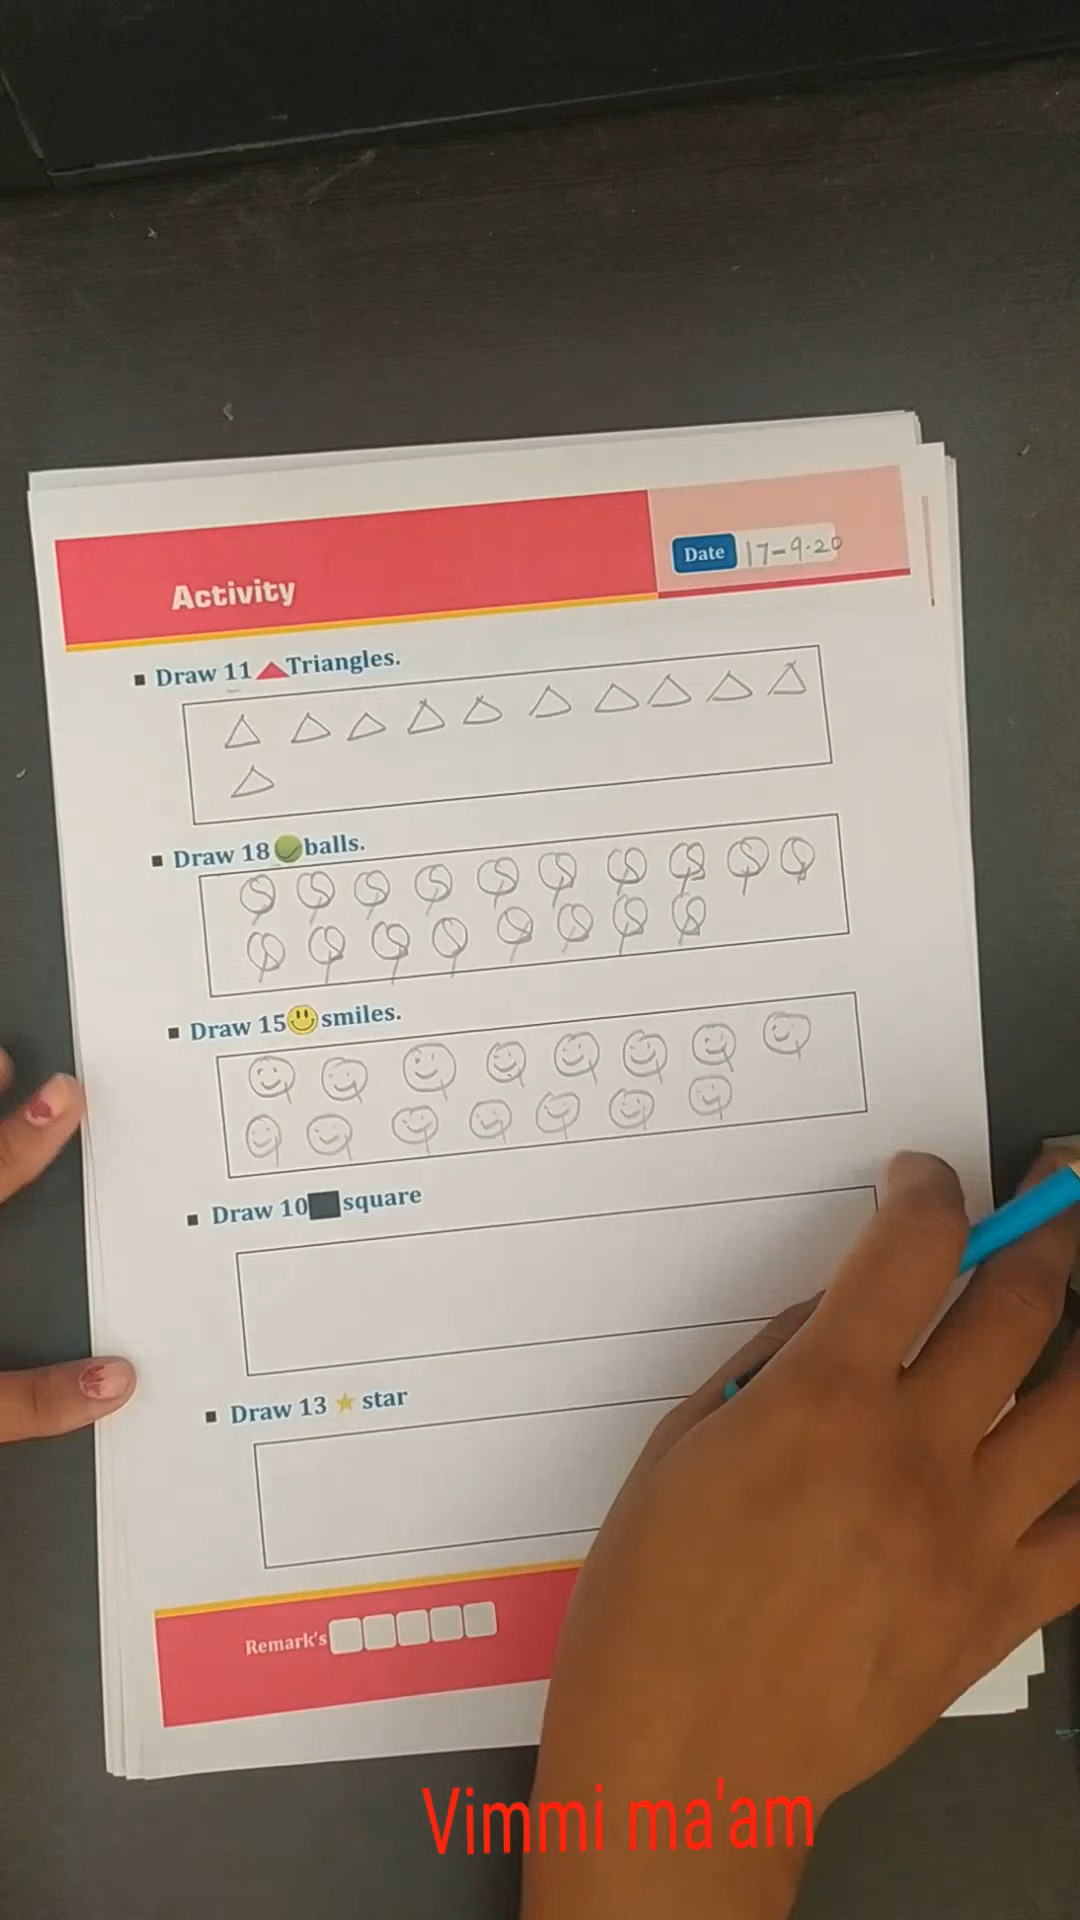 Activity
Date 17-9-20
Draw 11 Triangles.
Draw 18 balls.
Draw 15 smiles.
Draw 10 square
Draw 13 star
Remark's
Vimmi ma'am